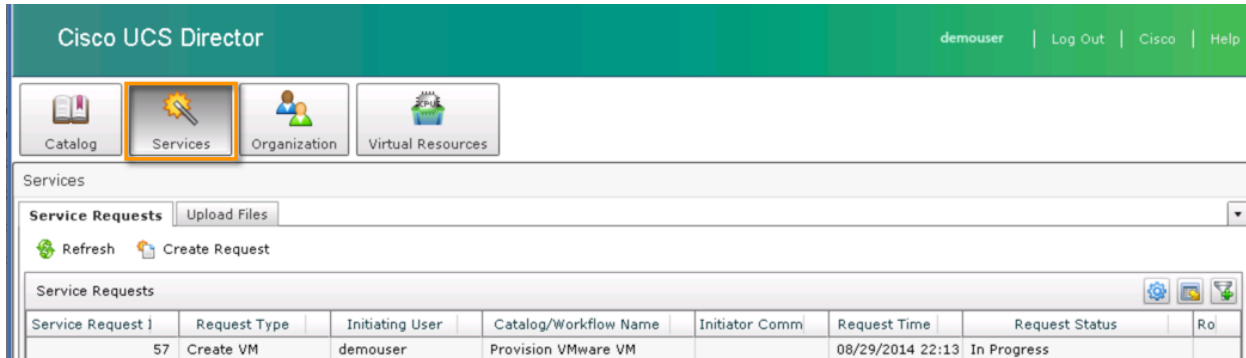 Cisco UCS Director
demouser | Log Out | Cisco | Help
Catalog Services Organization Virtual Resources
Services
Service Requests Upload Files
Refresh Create Request
Service Requests
Service Request I Request Type Initiating User Catalog/Workflow Name Initiator Comm Request Time Request Status Ro
57 Create VM demouser Provision VMware VM 08/29/2014 22:13 In Progress